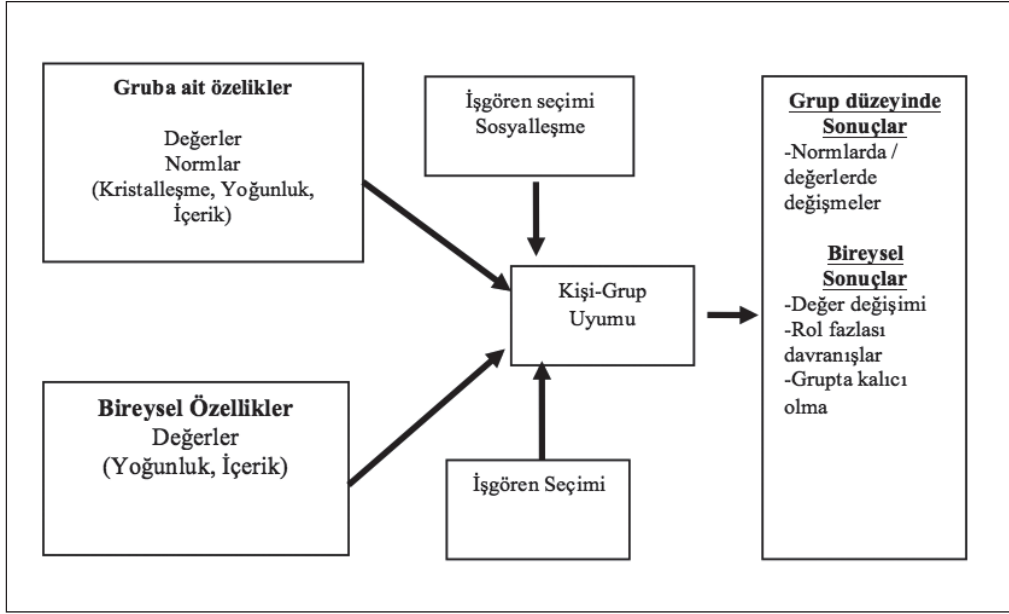 Gruba ait özelikler
Değerler
Normlar
(Kristalleşme, Yoğunluk,
İçerik)
İşgören seçimi
Sosyalleşme
Grup düzeyinde
Sonuçlar
-Normlarda /
değerlerde
değişmeler
Bireysel
Sonuçlar
-Değer değişimi
-Rol fazlası
davranışlar
-Grupta kalıcı
olma
Kişi-Grup
Uyumu
Bireysel Özellikler
Değerler
(Yoğunluk, İçerik)
İşgören Seçimi